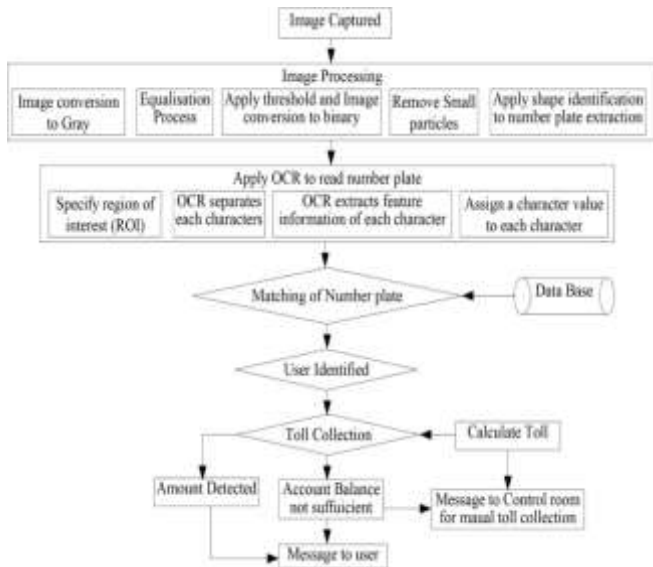 Image Captured
Image Processing
Image conversion
to Gray
Equalisation
Process
Apply threshold and Image
conversion to binary
Remove Small
particles
Apply shape identification
to number plate extraction
Apply OCR to read number plate
Specify region of
interest (ROI)
OCR separates
each characters
OCR extracts feature
information of each character
Assign a character value
to each character
Matching of Number plate
Data Base
User Identified
Toll Collection
Calculate Toll
Amount Detected
Account Balance
not suffuicient
Message to Control room
for maual toll collection
Message to user